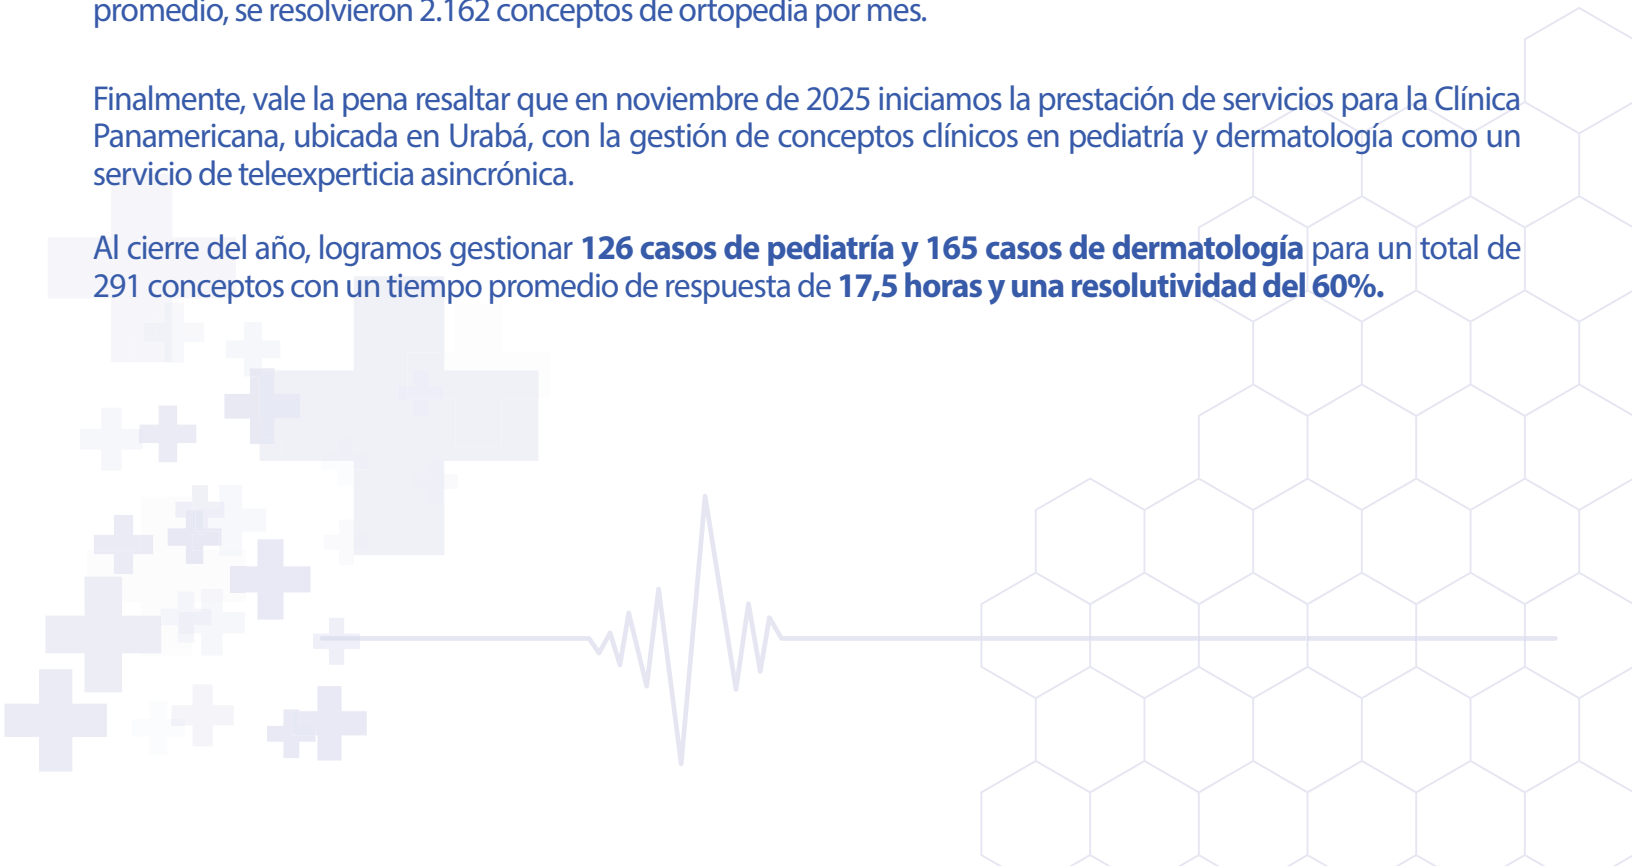 promedio, se resolvieron 2.162 conceptos de ortopedia por mes.
Finalmente, vale la pena resaltar que en noviembre de 2025 iniciamos la prestación de servicios para la Clínica
Panamericana, ubicada en Urabá, con la gestión de conceptos clínicos en pediatría y dermatología como un
servicio de teleexperticia asincrónica.
Al cierre del año, logramos gestionar 126 casos de pediatría y 165 casos de dermatología para un total de
291 conceptos con un tiempo promedio de respuesta de 17,5 horas y una resolutividad del 60%.